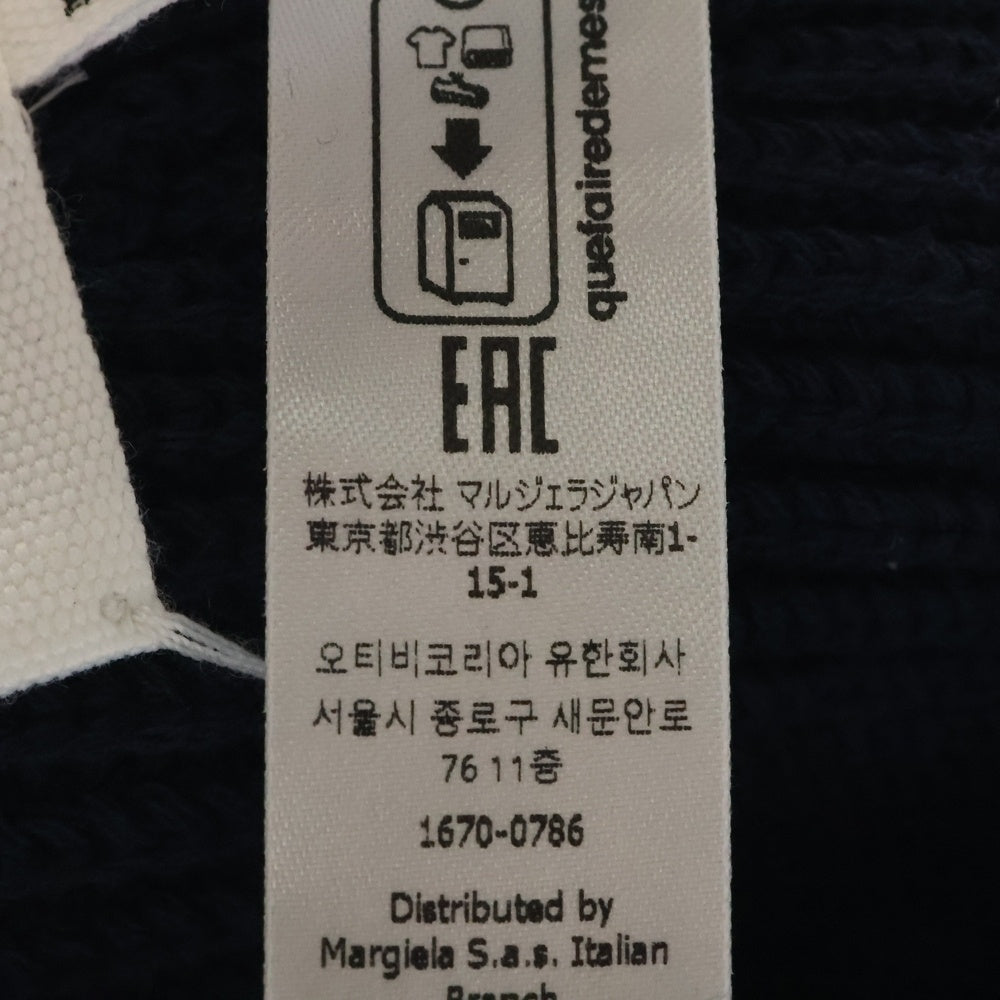 quefairedemes
EAC
株式会社 マルジェラジャパン
東京都渋谷区恵比寿南1-
15-1
오티비코리아 유한회사
서울시 종로구 새문안로
76 11층
1670-0786
Distributed by
Margiela S.a.s. Italian
Branch